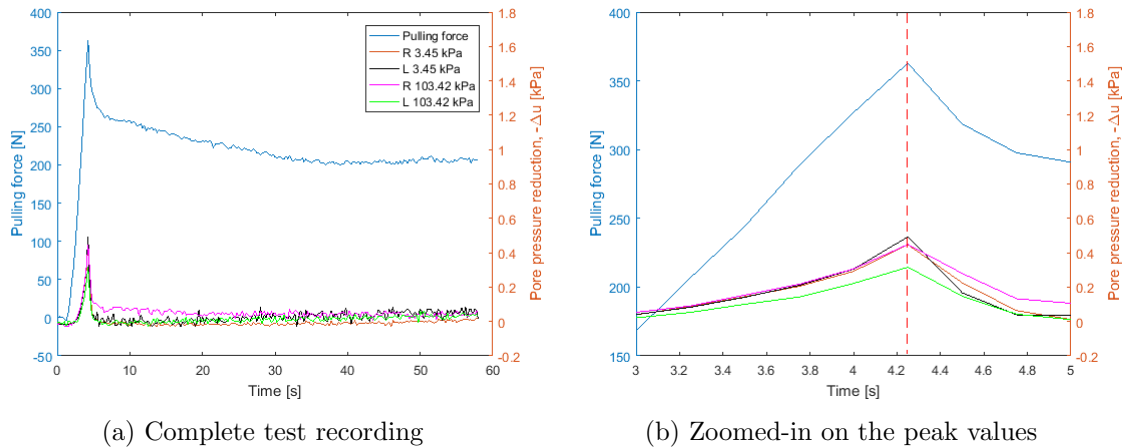 400
350
300
250
200
150
100
50
0
-50
Pulling force [N]
0 10 20 30 40 50 60
Time [s]
1.8
1.6
1.4
1.2
1
0.8
0.6
0.4
0.2
0
-0.2
Pore pressure reduction, -Δu [kPa]
Pulling force
R 3.45 kPa
L 3.45 kPa
R 103.42 kPa
L 103.42 kPa
(a) Complete test recording
400
350
300
250
200
150
Pulling force [N]
3 3.2 3.4 3.6 3.8 4 4.2 4.4 4.6 4.8 5
Time [s]
1.8
1.6
1.4
1.2
1
0.8
0.6
0.4
0.2
0
-0.2
Pore pressure reduction, -Δu [kPa]
(b) Zoomed-in on the peak values